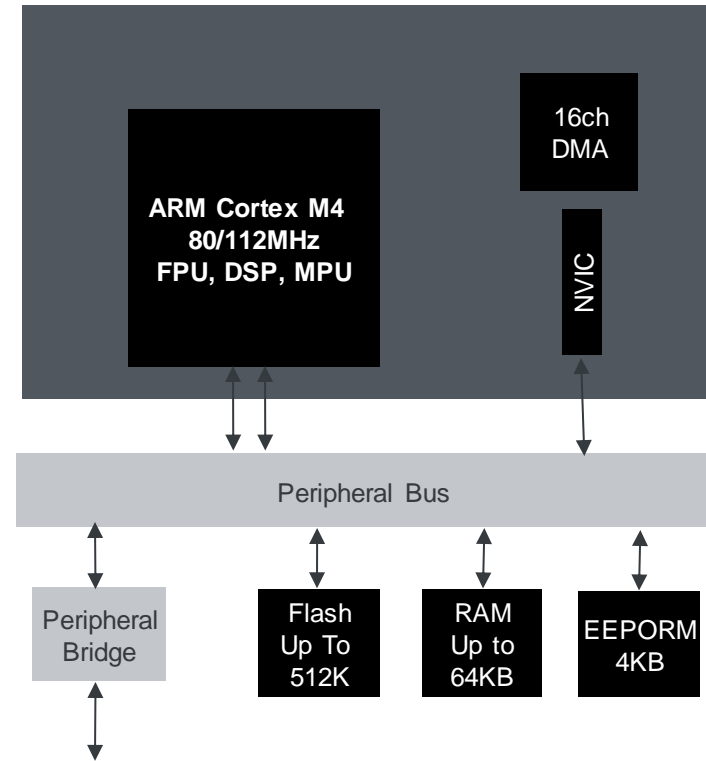 16ch
DMA
ARM Cortex M4
80/112MHz
FPU, DSP, MPU
NVIC
Peripheral Bus
Peripheral
Bridge
Flash
Up To
512K
RAM
Up to
64KB
EEPORM
4KB